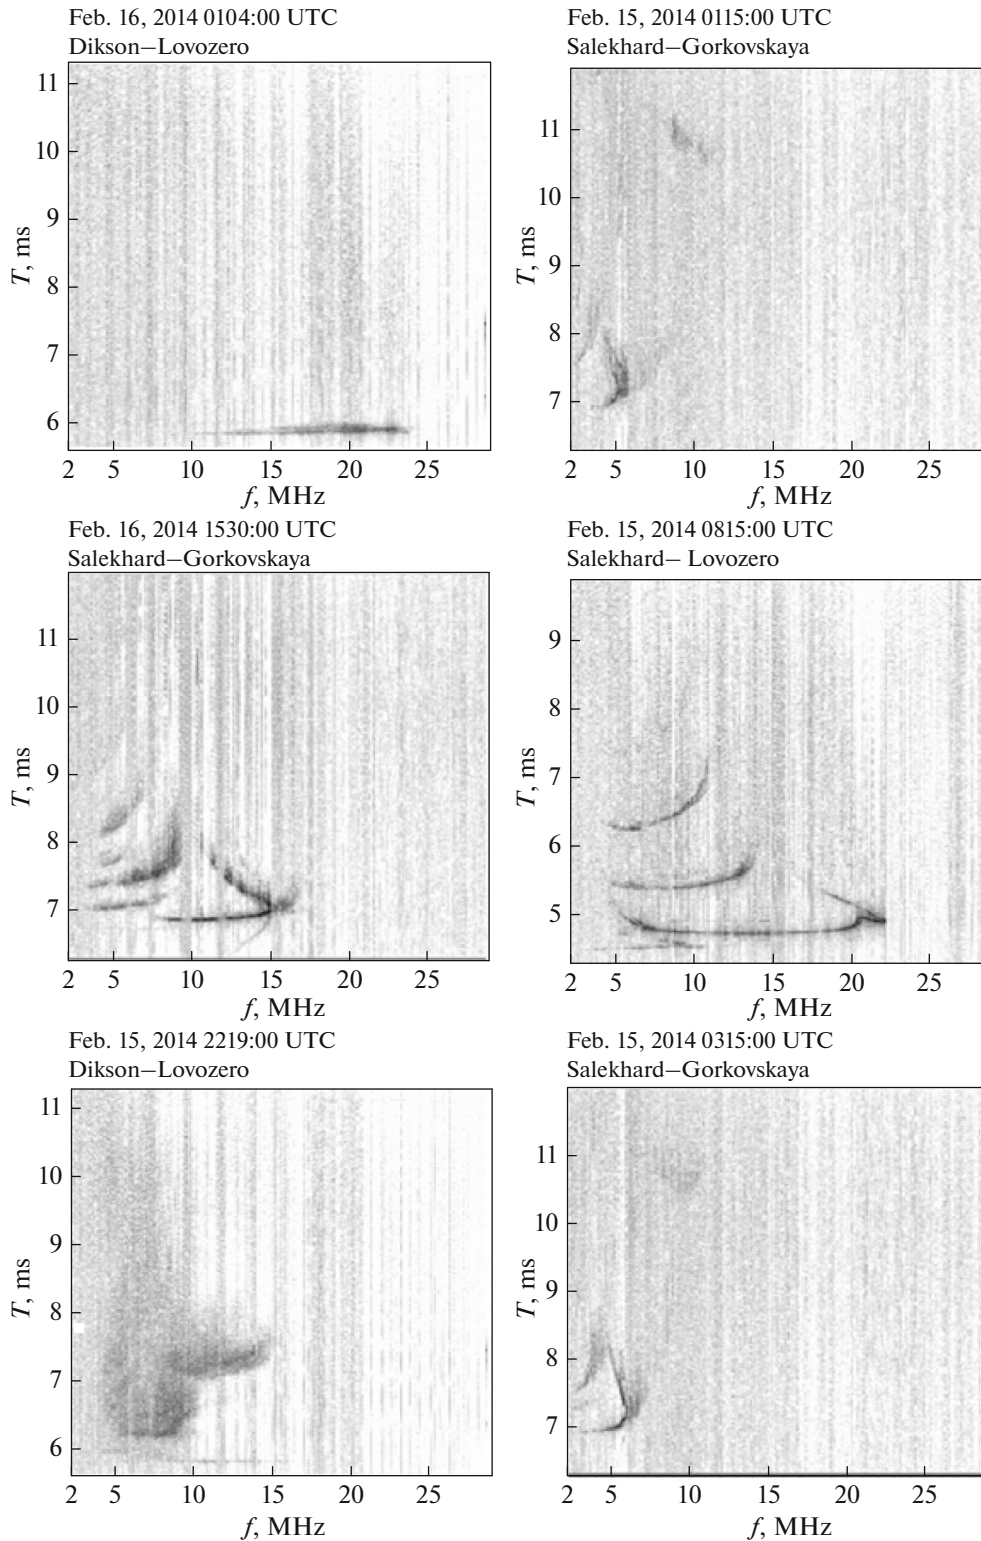 Feb. 16, 2014 0104:00 UTC
Dikson–Lovozero
11
10
9
8
7
6
T, ms
2 5 10 15 20 25
f, MHz
Feb. 15, 2014 0115:00 UTC
Salekhard–Gorkovskaya
11
10
9
8
7
T, ms
2 5 10 15 20 25
f, MHz
Feb. 16, 2014 1530:00 UTC
Salekhard–Gorkovskaya
11
10
9
8
7
T, ms
2 5 10 15 20 25
f, MHz
Feb. 15, 2014 0815:00 UTC
Salekhard– Lovozero
9
8
7
6
5
T, ms
2 5 10 15 20 25
f, MHz
Feb. 15, 2014 2219:00 UTC
Dikson–Lovozero
11
10
9
8
7
6
T, ms
2 5 10 15 20 25
f, MHz
Feb. 15, 2014 0315:00 UTC
Salekhard–Gorkovskaya
11
10
9
8
7
T, ms
2 5 10 15 20 25
f, MHz